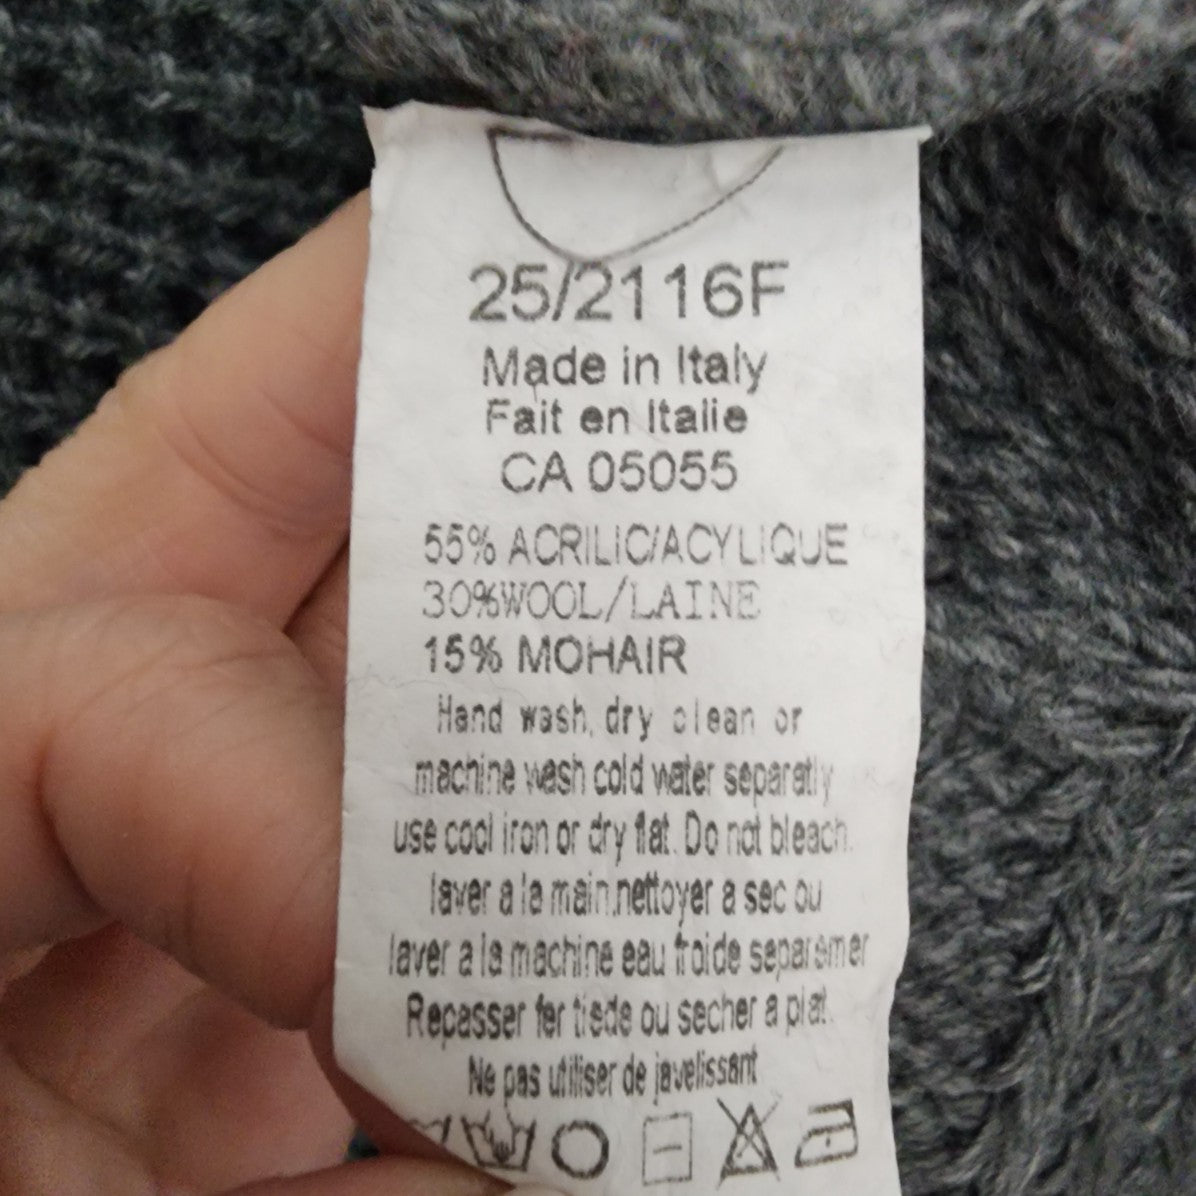 25/2116F
Made in Italy
Fait en Italie
CA 05055
55% ACRILIC/ACYLIQUE
30%WOOL/LAINE
15% MOHAIR
Hand wash, dry clean or
machine wash cold water separatly
use cool iron or dry flat. Do not bleach.
laver a la main,nettoyer a sec ou
laver a la machine eau froide separemer
Repasser fer tiede ou secher a plat.
Ne pas utiliser de javelissant